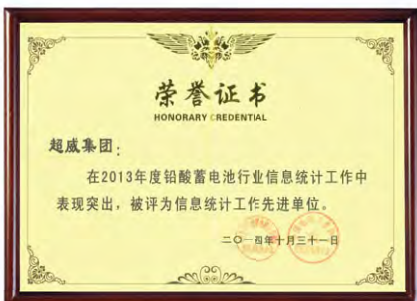 荣誉证书
HONORARY CREDENTIAL
超威集团：
在2013年度铅酸蓄电池行业信息统计工作中
表现突出，被评为信息统计工作先进单位。
二〇一四年十月三十一日